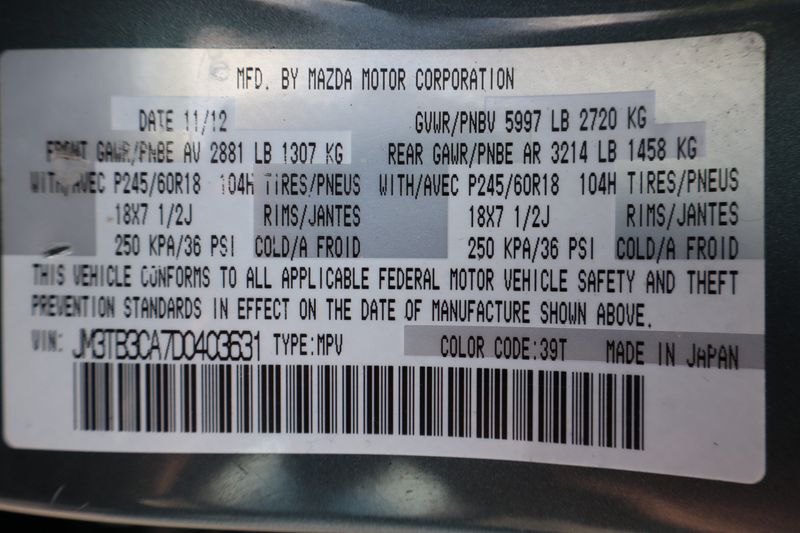 MFD. BY MAZDA MOTOR CORPORATION
DATE 11/12 GVWR/PNBV 5997 LB 2720 KG
FRONT GAWR/PNBE AV 2881 LB 1307 KG REAR GAWR/PNBE AR 3214 LB 1458 KG
WITH/AVEC P245/60R18 104H TIRES/PNEUS WITH/AVEC P245/60R18 104H TIRES/PNEUS
18X7 1/2J RIMS/JANTES 18X7 1/2J RIMS/JANTES
250 KPA/36 PSI COLD/A FROID 250 KPA/36 PSI COLD/A FROID
THIS VEHICLE CONFORMS TO ALL APPLICABLE FEDERAL MOTOR VEHICLE SAFETY AND THEFT
PREVENTION STANDARDS IN EFFECT ON THE DATE OF MANUFACTURE SHOWN ABOVE.
VIN: JM3TB3CA7D0403631 TYPE:MPV COLOR CODE:39T MADE IN JAPAN